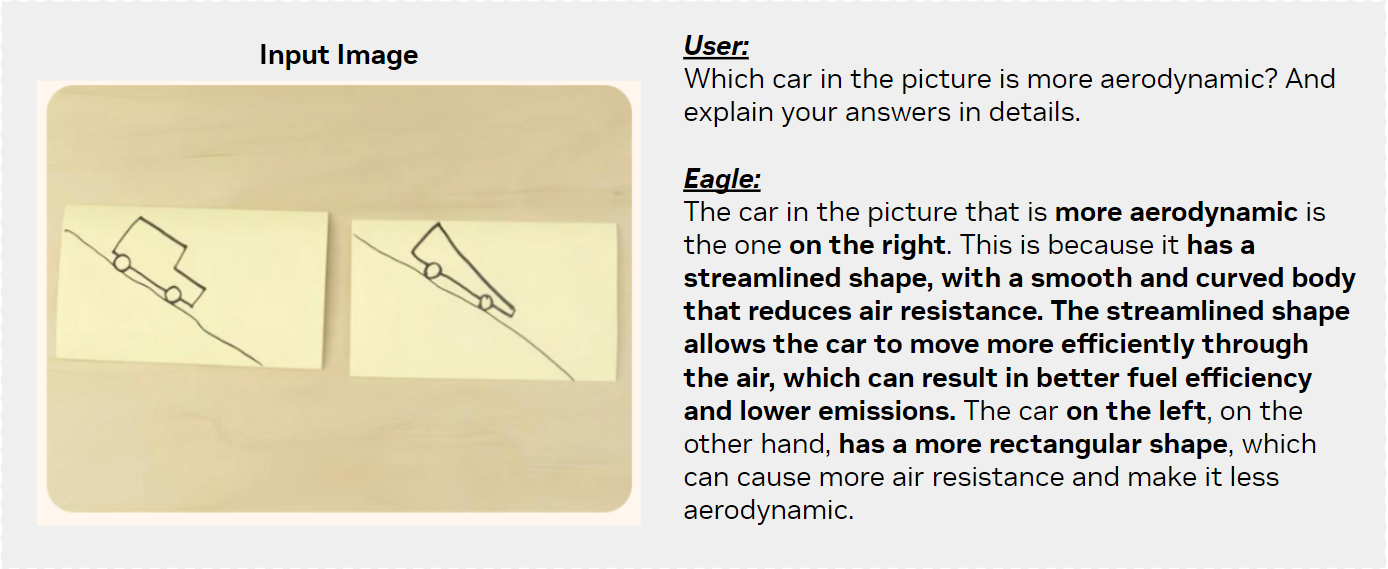 Input Image
User:
Which car in the picture is more aerodynamic? And
explain your answers in details.
Eagle:
The car in the picture that is more aerodynamic is
the one on the right. This is because it has a
streamlined shape, with a smooth and curved body
that reduces air resistance. The streamlined shape
allows the car to move more efficiently through
the air, which can result in better fuel efficiency
and lower emissions. The car on the left, on the
other hand, has a more rectangular shape, which
can cause more air resistance and make it less
aerodynamic.